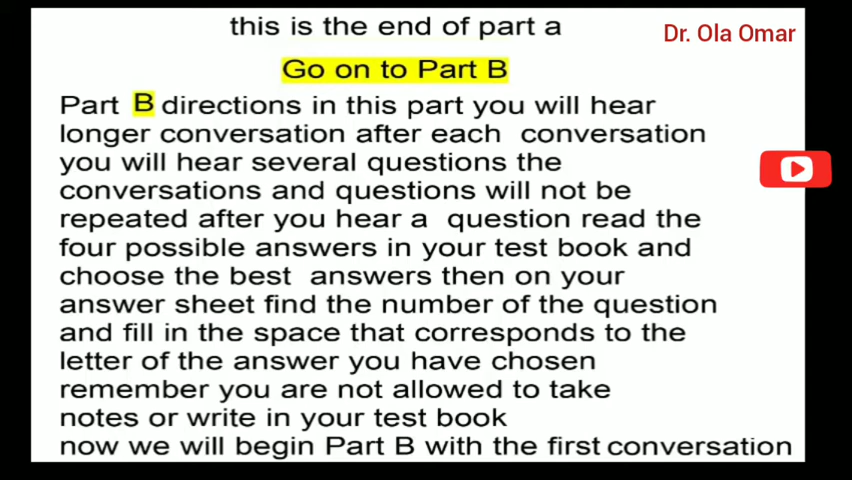 this is the end of part a
Dr. Ola Omar
Go on to Part B
Part B directions in this part you will hear
longer conversation after each conversation
you will hear several questions the
conversations and questions will not be
repeated after you hear a question read the
four possible answers in your test book and
choose the best answers then on your
answer sheet find the number of the question
and fill in the space that corresponds to the
letter of the answer you have chosen
remember you are not allowed to take
notes or write in your test book
now we will begin Part B with the first conversation